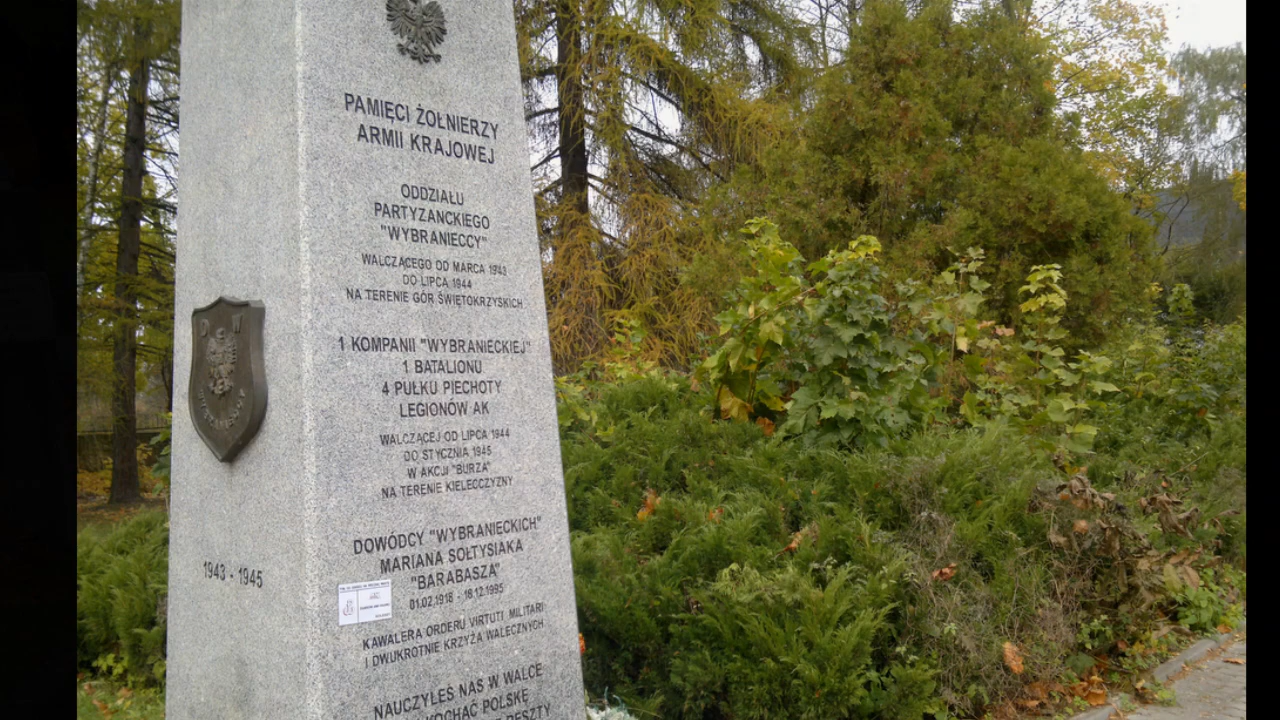 PAMIĘCI ŻOŁNIERZY
ARMII KRAJOWEJ
ODDZIAŁU
PARTYZANCKIEGO
"WYBRANIECCY"
WALCZĄCEGO OD MARCA 1943
DO LIPCA 1944
NA TERENIE GÓR ŚWIĘTOKRZYSKICH
1 KOMPANII "WYBRANIECKIEJ"
1 BATALIONU
4 PUŁKU PIECHOTY
LEGIONÓW AK
WALCZĄCEJ OD LIPCA 1944
DO STYCZNIA 1945
W AKCJI "BURZA"
NA TERENIE KIELECCZYZNY
DOWÓDCY "WYBRANIECKICH"
MARIANA SOŁTYSIAKA
"BARABASZA"
01.02.1918 - 18.12.1995
KAWALERA ORDERU VIRTUTI MILITARI
I DWUKROTNIE KRZYŻA WALECZNYCH
NAUCZYŁEŚ NAS W WALCE
KOCHAĆ POLSKĘ
RESZTY
D W
1943 - 1945